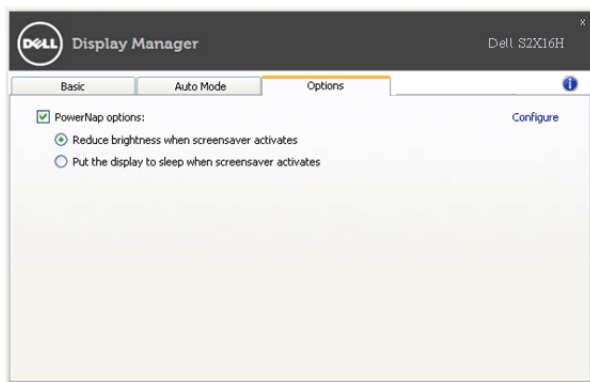 x
DELL Display Manager Dell S2X16H
Basic Auto Mode Options i
PowerNap options: Configure
Reduce brightness when screensaver activates
Put the display to sleep when screensaver activates